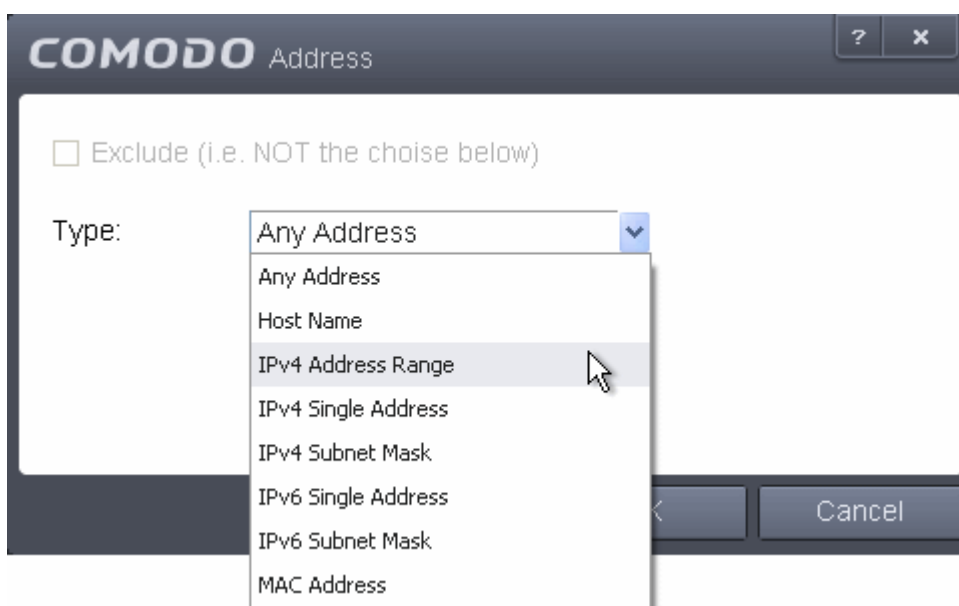 COMODO Address
? x
Exclude (i.e. NOT the choise below)
Type: Any Address
Any Address
Host Name
IPv4 Address Range
IPv4 Single Address
IPv4 Subnet Mask
IPv6 Single Address
K Cancel
IPv6 Subnet Mask
MAC Address